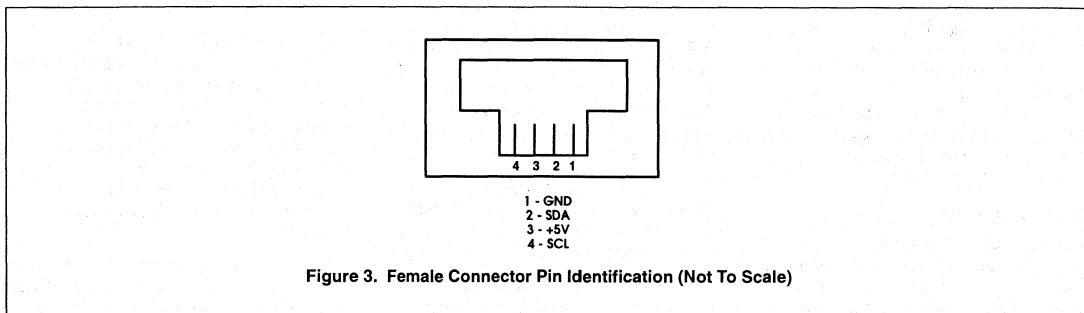 4 3 2 1
1 - GND
2 - SDA
3 - +5V
4 - SCL
Figure 3. Female Connector Pin Identification (Not To Scale)